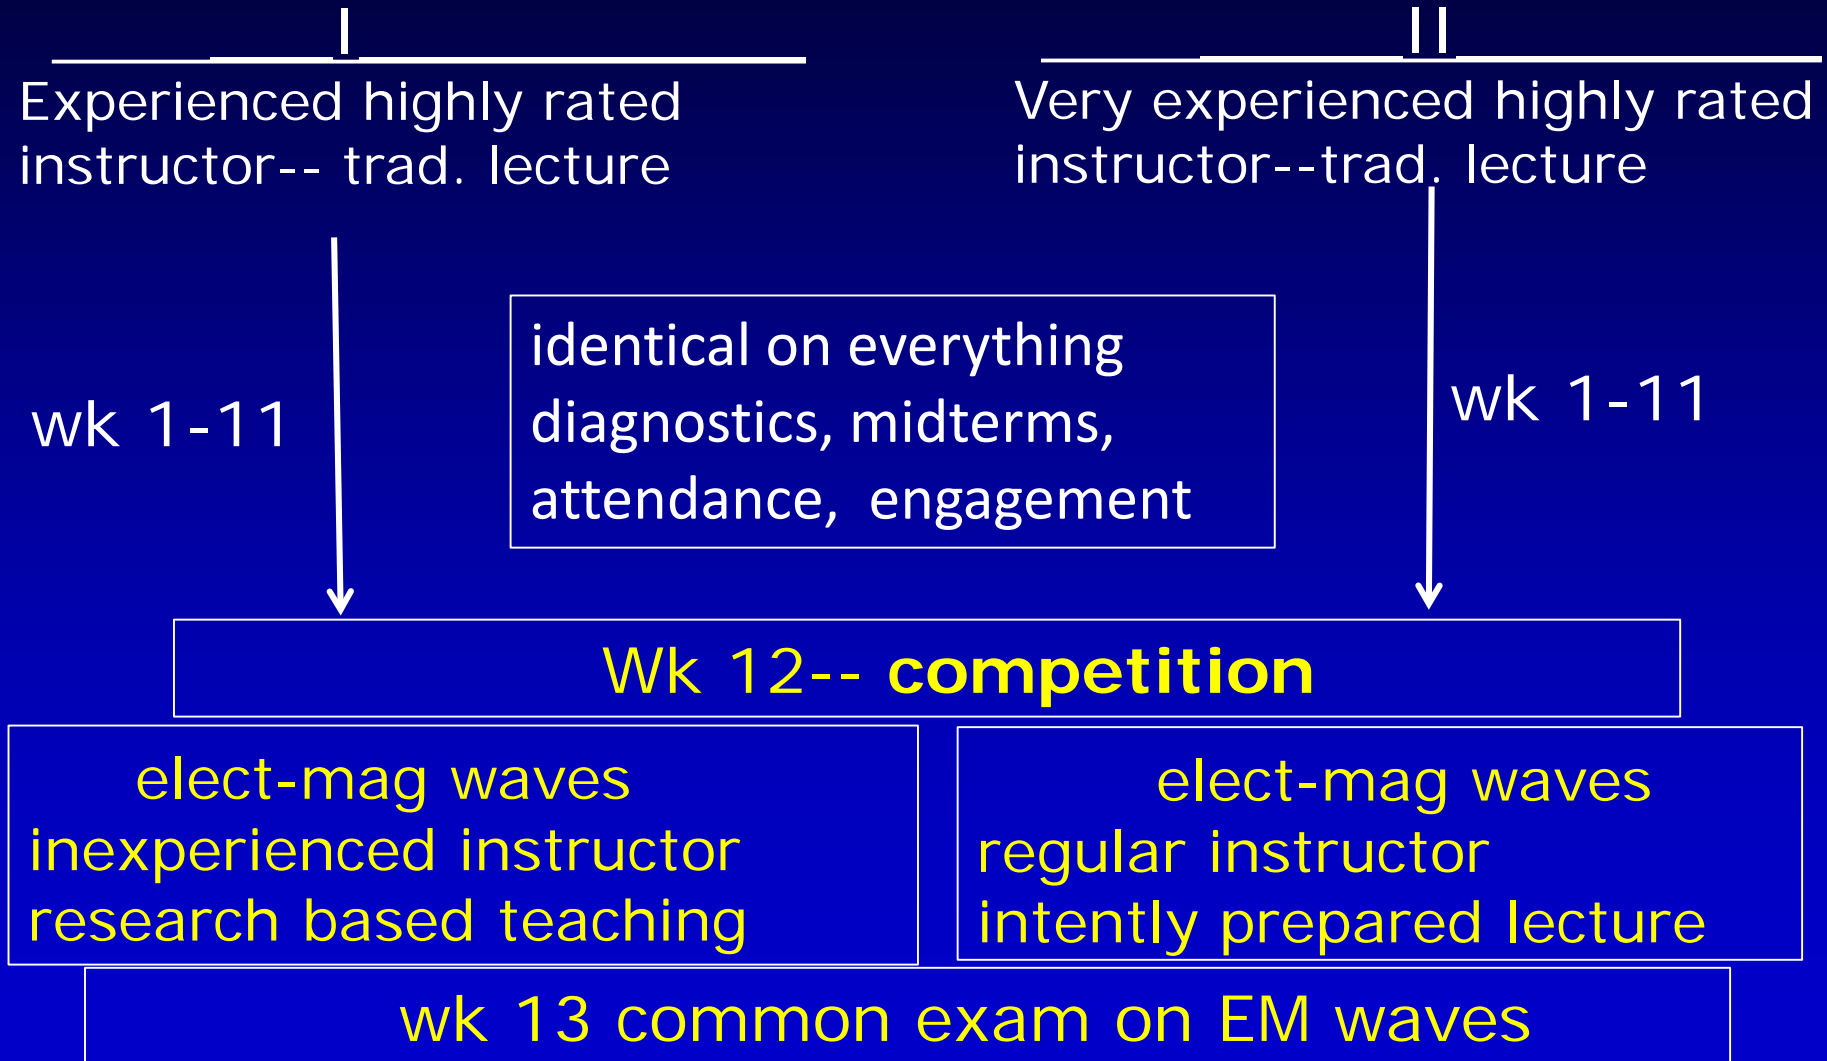 I
II
Experienced highly rated
instructor-- trad. lecture
Very experienced highly rated
instructor--trad. lecture
wk 1-11
identical on everything
diagnostics, midterms,
attendance, engagement
wk 1-11
Wk 12-- competition
elect-mag waves
inexperienced instructor
research based teaching
elect-mag waves
regular instructor
intently prepared lecture
wk 13 common exam on EM waves